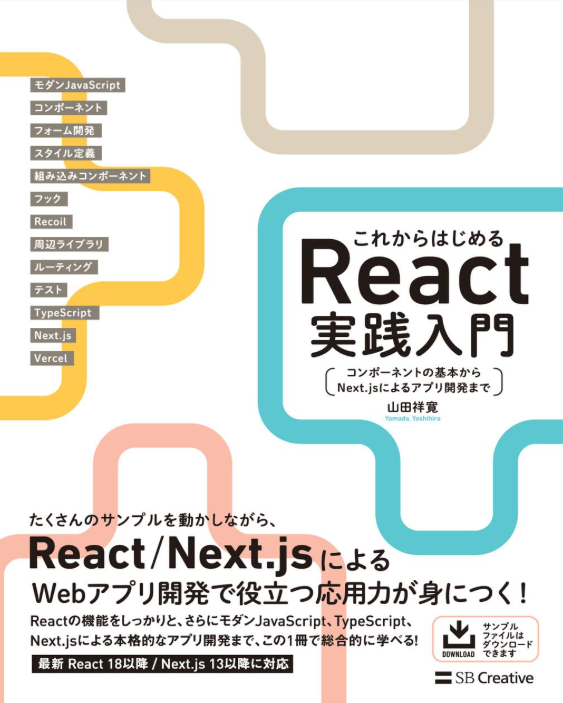 モダンJavaScript
コンポーネント
フォーム開発
スタイル定義
組み込みコンポーネント
フック
Recoil
周辺ライブラリ
ルーティング
テスト
TypeScript
Next.js
Vercel
これからはじめる
React
実践入門
コンポーネントの基本から
Next.jsによるアプリ開発まで
山田祥寛
Yamada, Yoshihiro
たくさんのサンプルを動かしながら、
React/Next.jsによる
Webアプリ開発で役立つ応用力が身につく!
Reactの機能をしっかりと、さらにモダンJavaScript、TypeScript、
Next.jsによる本格的なアプリ開発まで、この1冊で総合的に学べる!
最新 React 18以降 / Next.js 13以降に対応
DOWNLOAD
サンプル
ファイルは
ダウンロード
できます
SB Creative